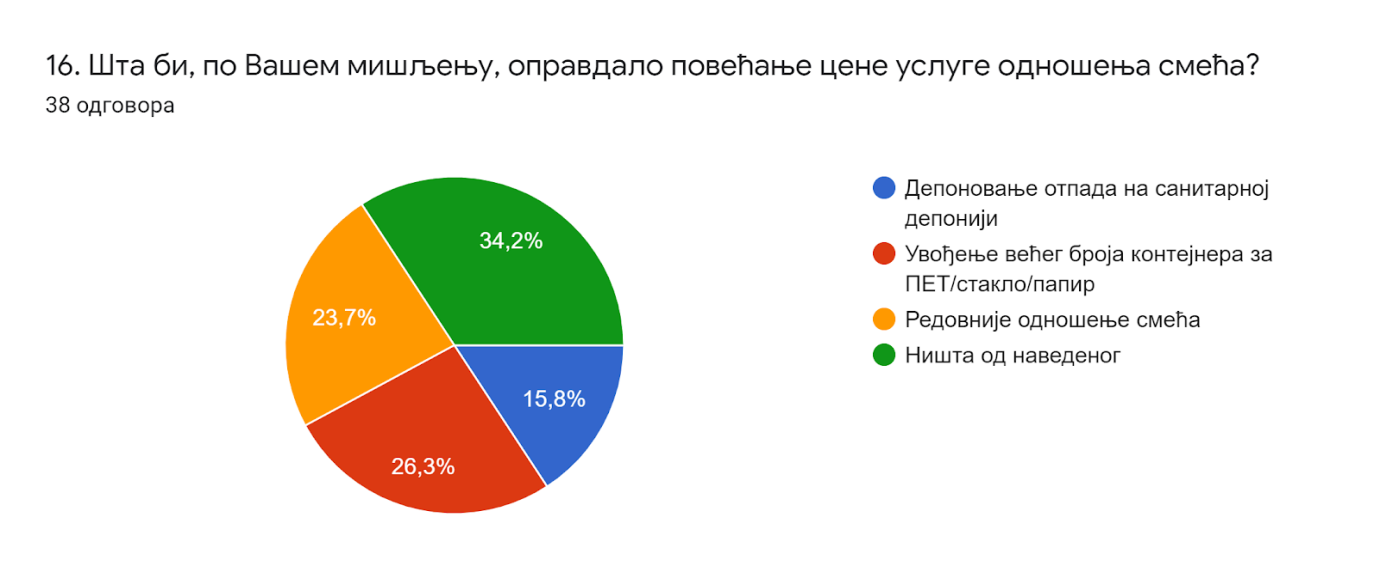 16. Шта би, по Вашем мишљењу, оправдало повећање цене услуге одношења смећа?
38 одговора
34,2%
23,7%
15,8%
26,3%
Депоновање отпада на санитарној
депонији
Увођење већег броја контејнера за
ПЕТ/стакло/папир
Редовније одношење смећа
Ништа од наведеног